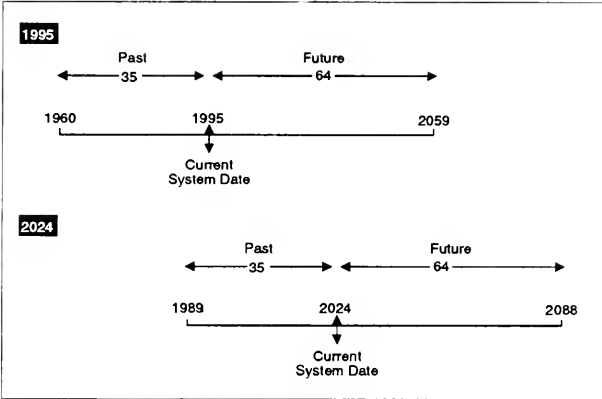 1995
Past Future
35 64
1960 1995 2059
Current
System Date
2024
Past Future
35 64
1989 2024 2088
Current
System Date